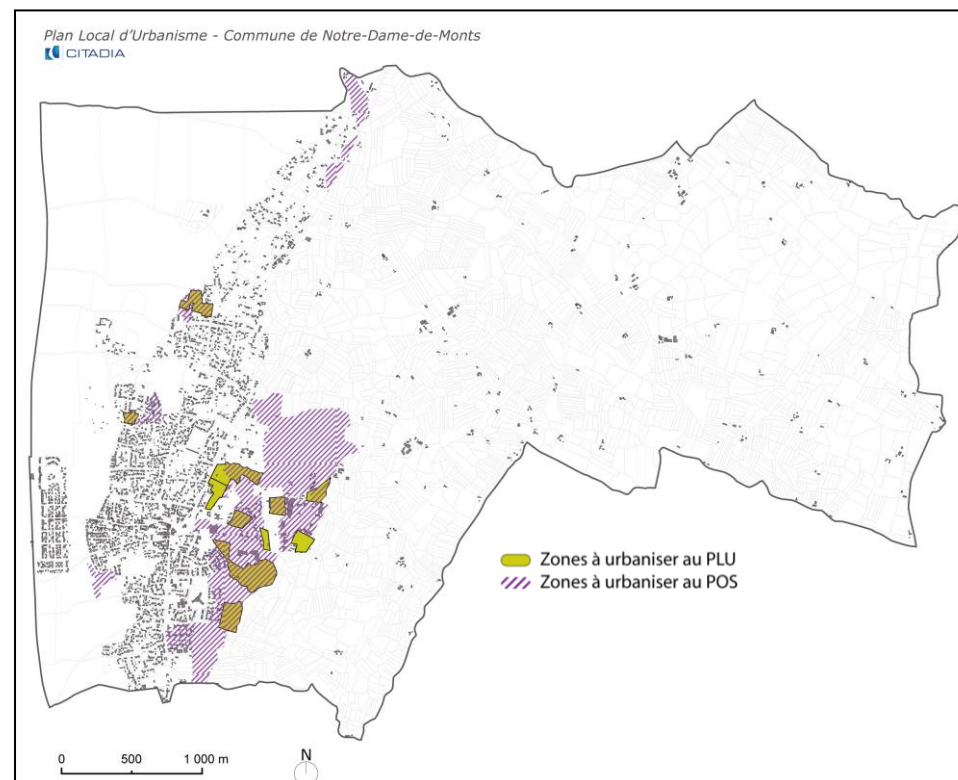 Plan Local d'Urbanisme - Commune de Notre-Dame-de-Monts
CITADIA
Zones à urbaniser au PLU
Zones à urbaniser au POS
0 500 1 000 m
N